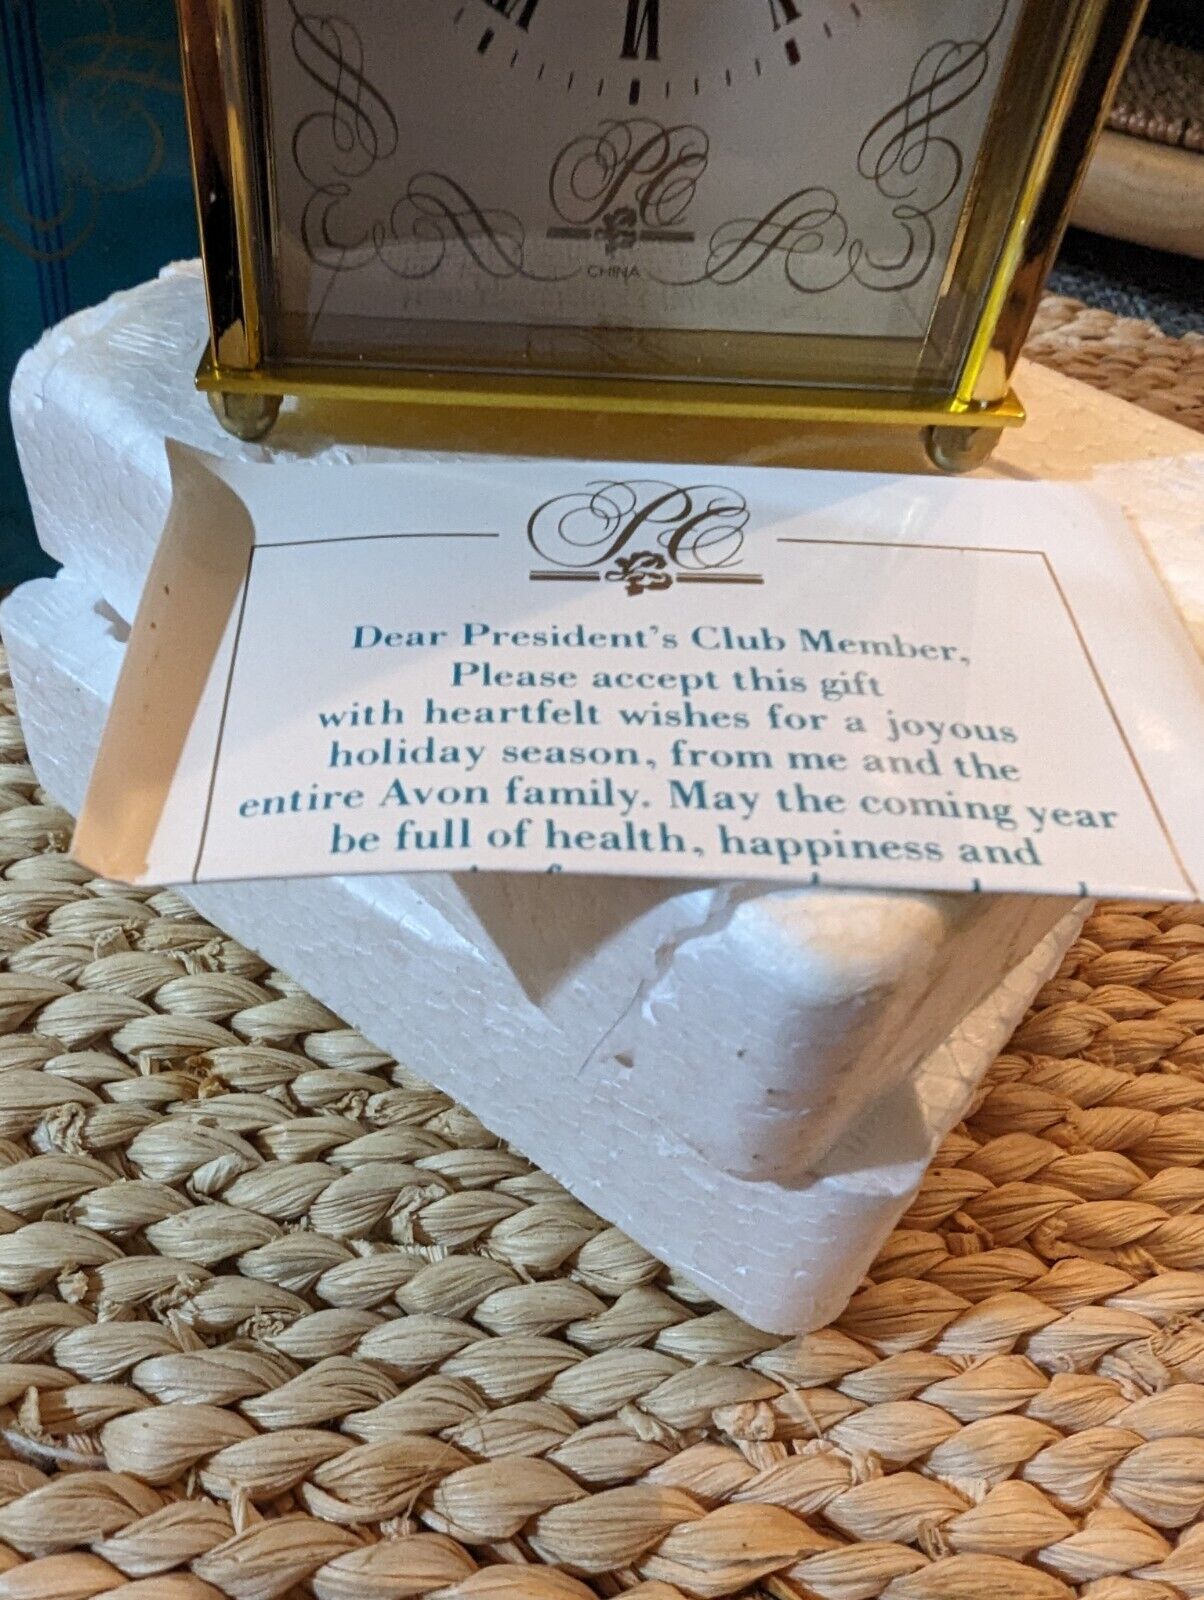 PC
CHINA
PC
Dear President's Club Member,
Please accept this gift
with heartfelt wishes for a joyous
holiday season, from me and the
entire Avon family. May the coming year
be full of health, happiness and